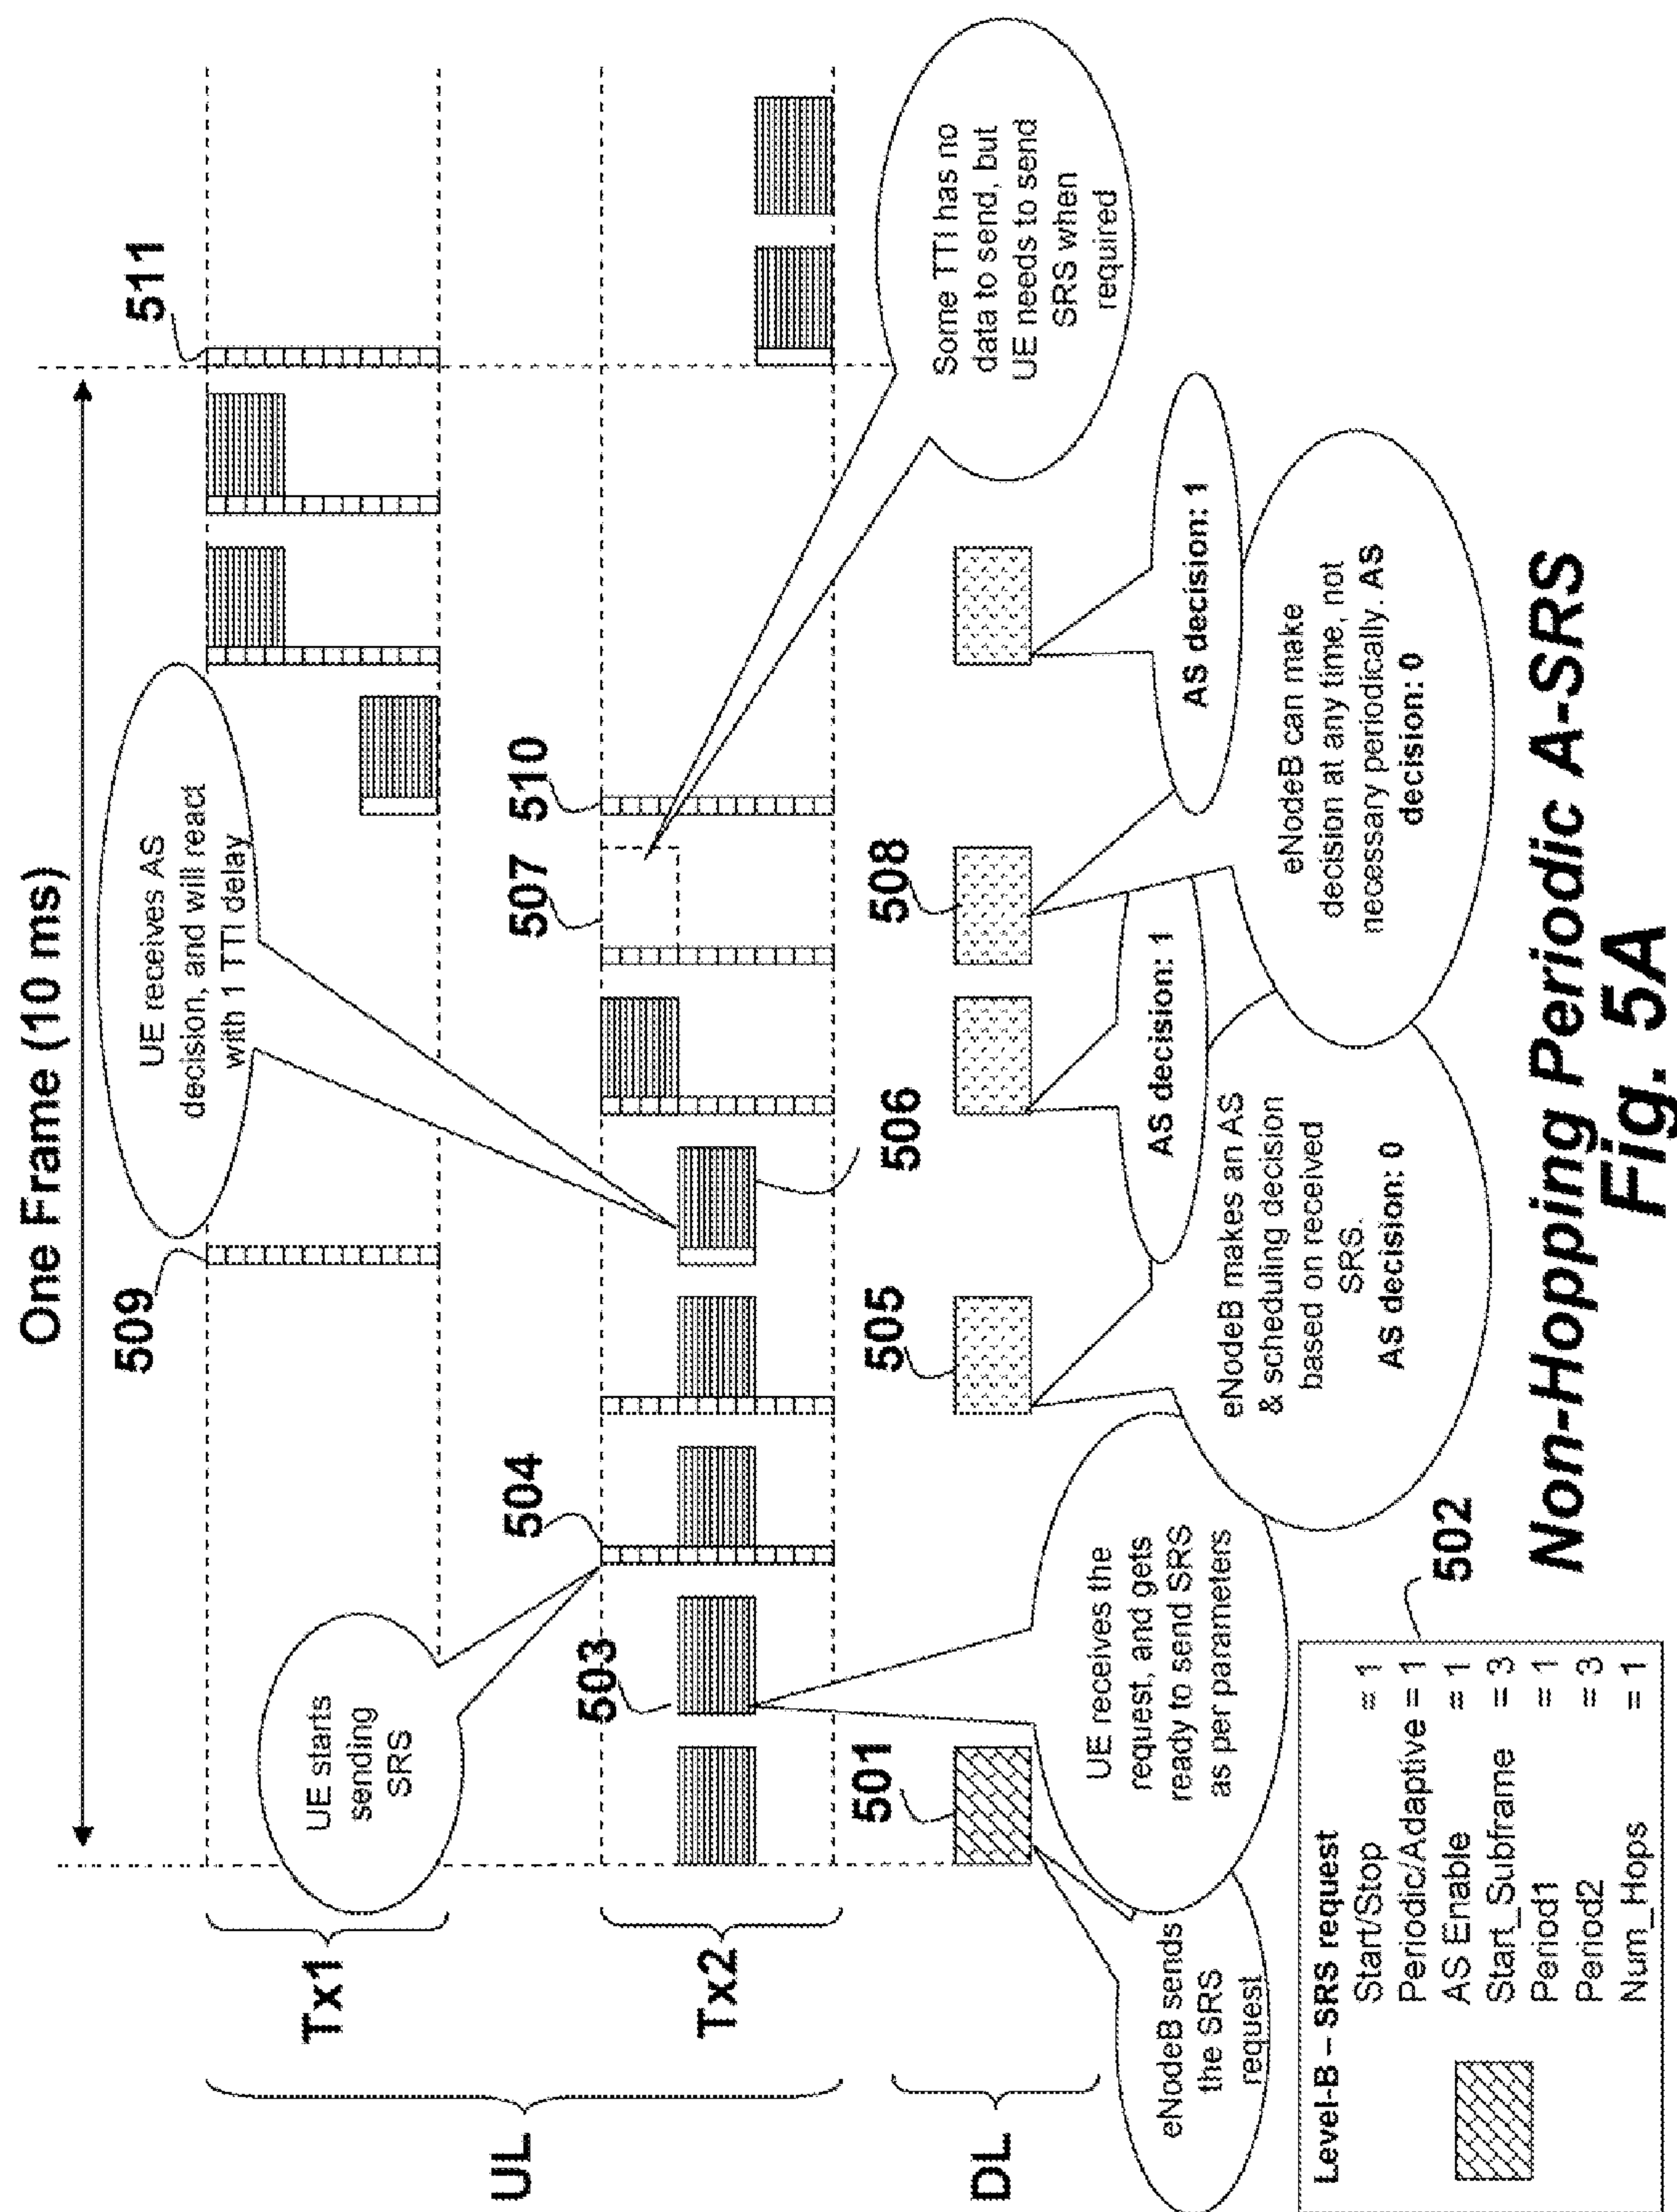 One Frame (10 ms)
509
511
UE starts
sending
SRS
UE receives AS
decision, and will react
with 1 TTI delay
UL
Tx1
Tx2
503
504
507
510
506
Some TTI has no
data to send, but
UE needs to send
SRS when
required
DL
501
505
508
eNodeB sends
the SRS
request
UE receives the
request, and gets
ready to send SRS
as per parameters
eNodeB makes an AS
& scheduling decision
based on received
SRS.
AS decision: 0
AS decision: 1
eNodeB can make
decision at any time, not
necessary periodically. AS
decision: 0
AS decision: 1
Level-B – SRS request
Start/Stop = 1
Periodic/Adaptive = 1
AS Enable = 1
Start_Subframe = 3
Period1 = 1
Period2 = 3
Num_Hops = 1
502
Non-Hopping Periodic A-SRS
Fig. 5A